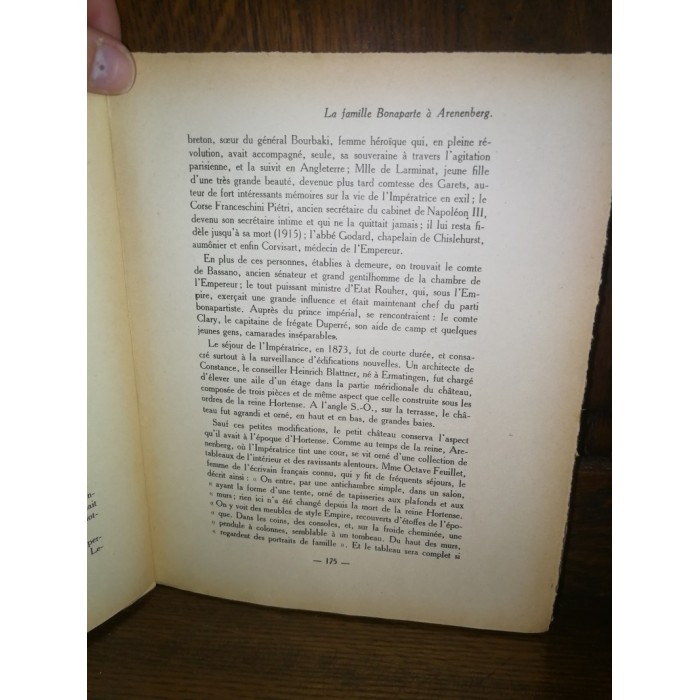 La famille Bonaparte à Arenenberg.
breton, sœur du général Bourbaki, femme héroïque qui, en pleine ré-
volution, avait accompagné, seule, sa souveraine à travers l'agitation
parisienne, et la suivit en Angleterre ; Mlle de Larminat, jeune fille
d'une très grande beauté, devenue plus tard comtesse des Garets, au-
teur de fort intéressants mémoires sur la vie de l'Impératrice en exil ; le
Corse Franceschini Piétri, ancien secrétaire du cabinet de Napoléon III,
devenu son secrétaire intime et qui ne la quittait jamais ; il lui resta fi-
dèle jusqu'à sa mort (1915) ; l'abbé Godard, chapelain de Chislehurst,
aumônier et enfin Corvisart, médecin de l'Empereur.
En plus de ces personnes, établies à demeure, on trouvait le comte
de Bassano, ancien sénateur et grand gentilhomme de la chambre de
l'Empereur ; le tout puissant ministre d'Etat Rouher, qui, sous l'Em-
pire, exerçait une grande influence et était maintenant chef du parti
bonapartiste. Auprès du prince impérial, se rencontraient : le comte
Clary, le capitaine de frégate Duperré, son aide de camp et quelques
jeunes gens, camarades inséparables.
Le séjour de l'Impératrice, en 1873, fut de courte durée, et consa-
cré surtout à la surveillance d'édifications nouvelles. Un architecte de
Constance, le conseiller Heinrich Blattner, né à Ermatingen, fut chargé
d'élever une aile d'un étage dans la partie méridionale du château,
composée de trois pièces et de même aspect que celle construite sous les
ordres de la reine Hortense. A l'angle S.-O., sur la terrasse, le châ-
teau fut agrandi et orné, en haut et en bas, de grandes baies.
Sauf ces petites modifications, le petit château conserva l'aspect
qu'il avait à l'époque d'Hortense. Comme au temps de la reine, Are-
nenberg, où l'Impératrice tint une cour, se vit orné d'une collection de
tableaux de l'intérieur et des ravissants alentours. Mme Octave Feuillet,
femme de l'écrivain français connu, qui y fit de fréquents séjours, le
décrit ainsi : « On entre, par une antichambre simple, dans un salon,
« ayant la forme d'une tente, orné de tapisseries aux plafonds et aux
« murs ; rien ici n'a été changé depuis la mort de la reine Hortense.
« On y voit des meubles de style Empire, recouverts d'étoffes de l'épo-
« que. Dans les coins, des consoles, et, sur la froide cheminée, une
« pendule à colonnes, semblable à un tombeau. Du haut des murs,
« regardent des portraits de famille ». Et le tableau sera complet si
— 175 —
n-
ait
ot-
per-
Le-